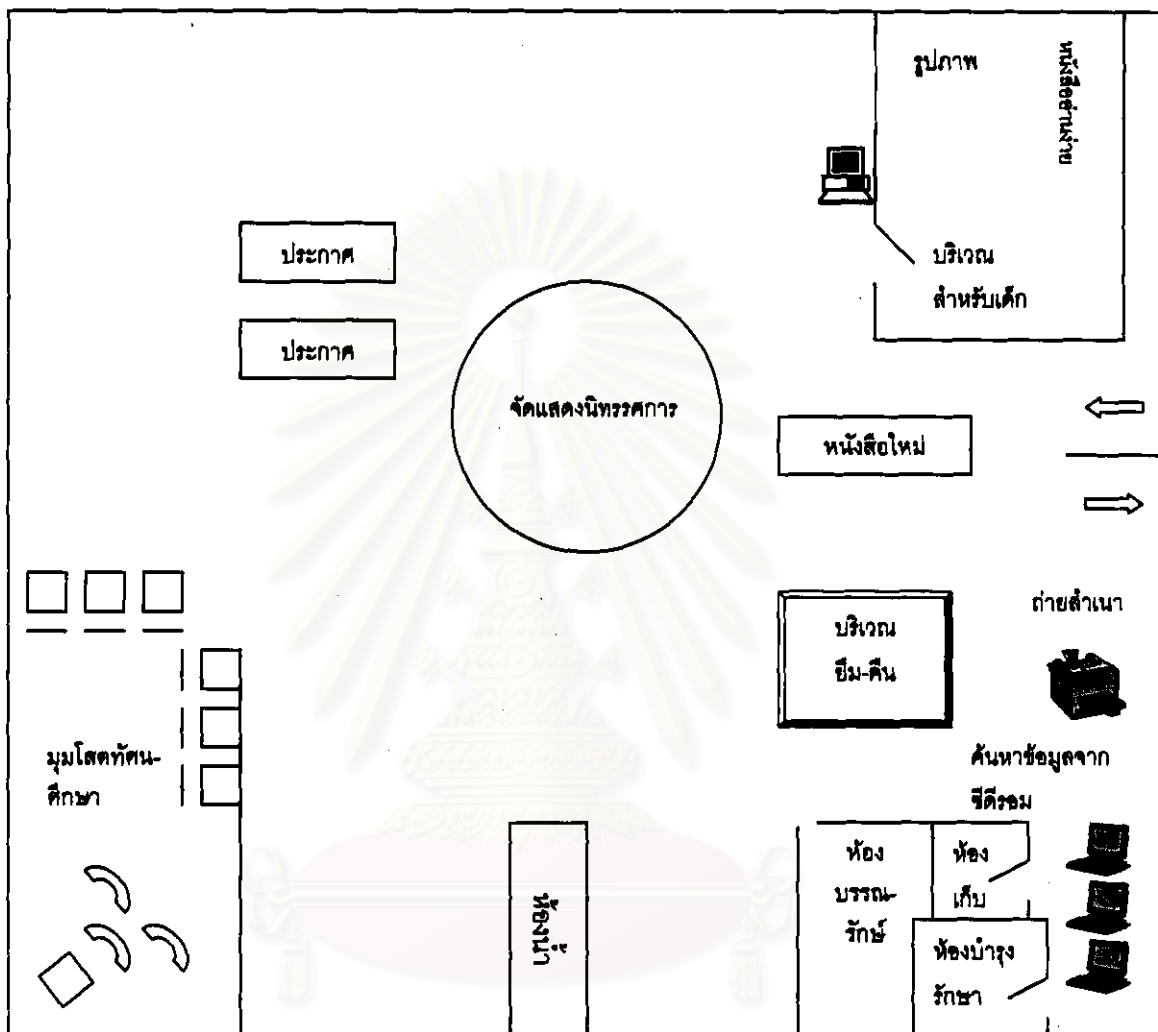 รูปภาพ
หนังสืออ่านง่าย
บริเวณ
สำหรับเด็ก
ประกาศ
ประกาศ
จัดแสดงนิทรรศการ
หนังสือใหม่
บริเวณ
ยืม-คืน
ถ่ายสำเนา
มุมโสตทัศน-
ศึกษา
ค้นหาข้อมูลจาก
ซีดีรอม
ห้องน้ำ
ห้อง
บรรณ-
รักษ์
ห้อง
เก็บ
ห้องบำรุง
รักษา